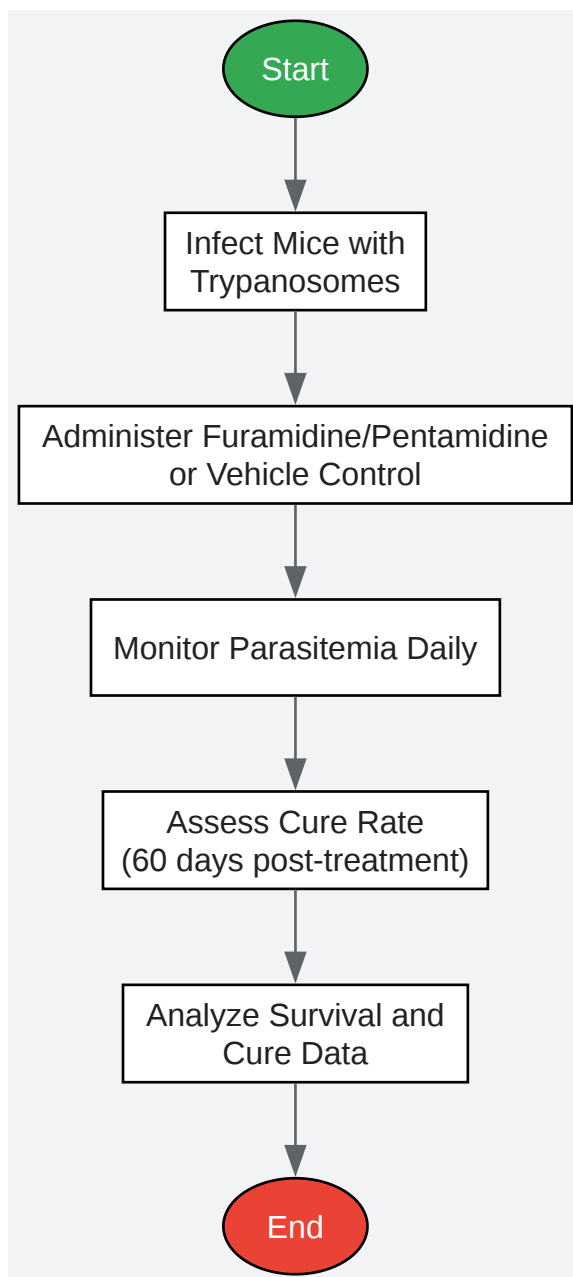 Start
Infect Mice with
Trypanosomes
Administer Furamidine/Pentamidine
or Vehicle Control
Monitor Parasitemia Daily
Assess Cure Rate
(60 days post-treatment)
Analyze Survival and
Cure Data
End